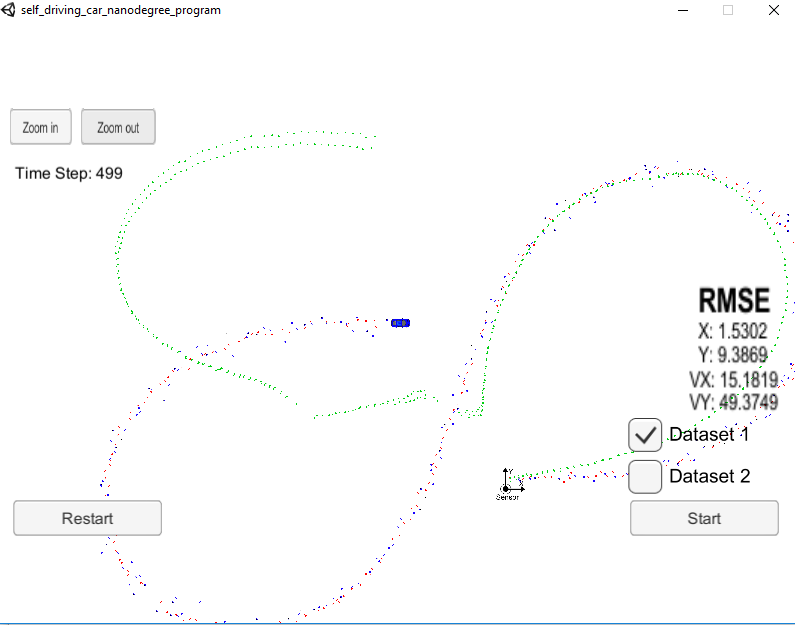 self_driving_car_nanodegree_program
Zoom in
Zoom out
Time Step: 499
RMSE
X: 1.5302
Y: 9.3869
VX: 15.1819
VY: 49.3749
Dataset 1
Dataset 2
Y
X
Sensor
Restart
Start